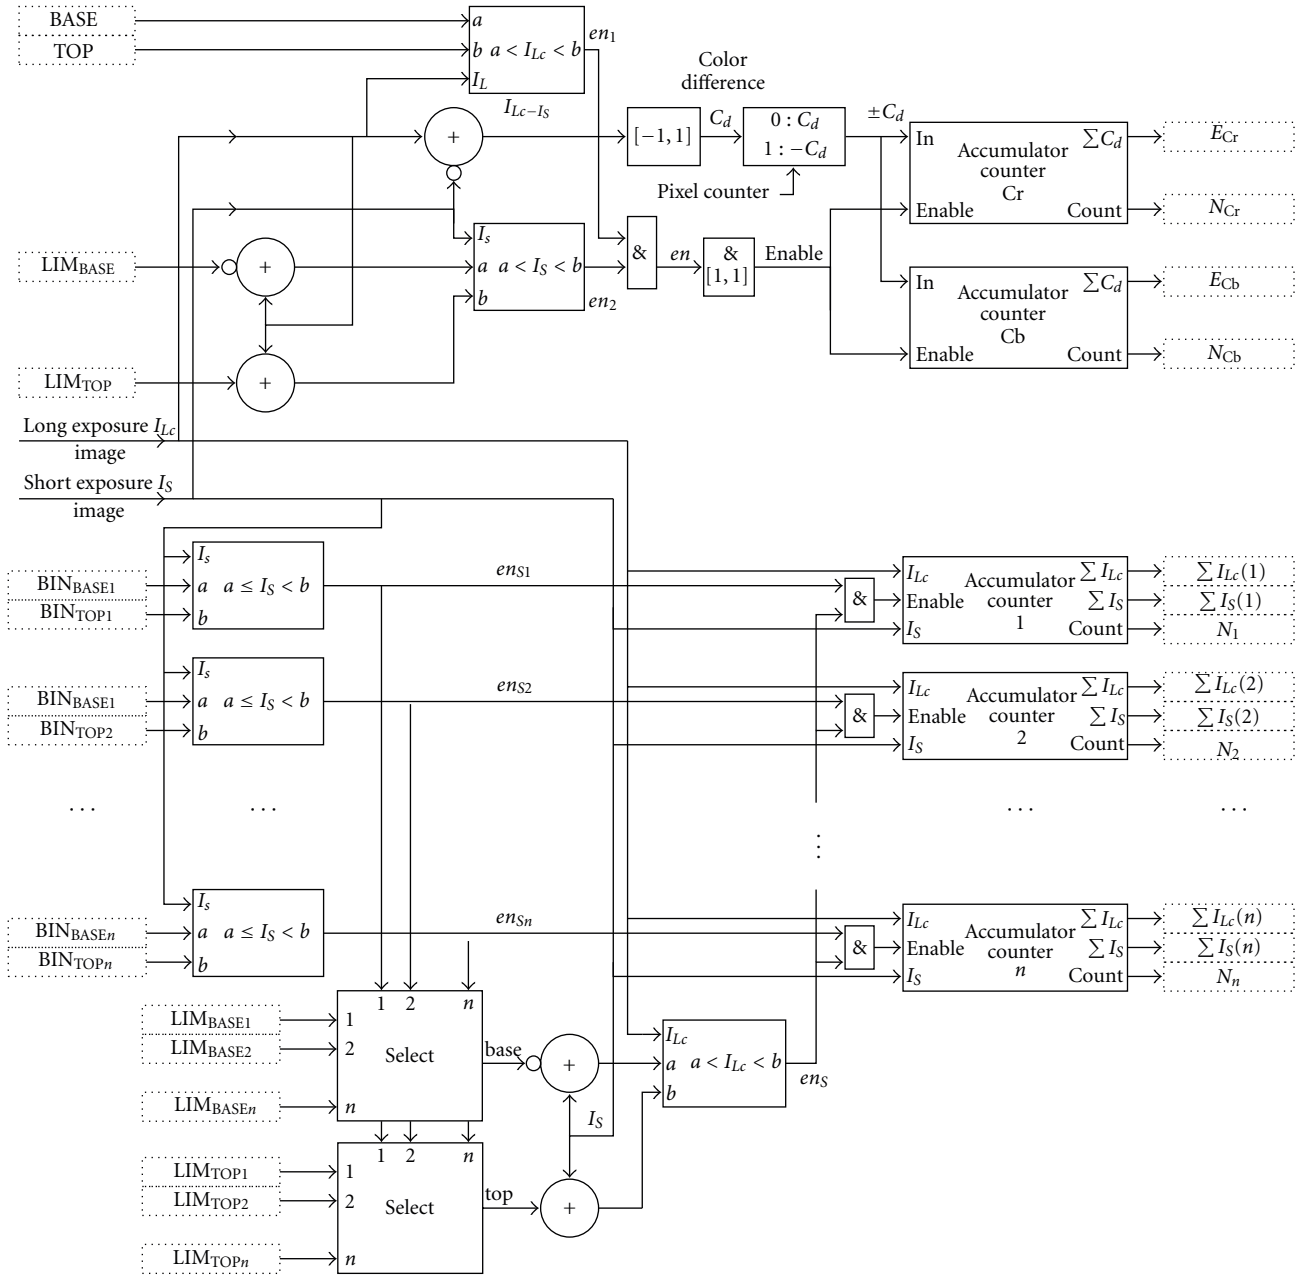 BASE
TOP
a
b a < I_Lc < b
I_L
en_1
I_Lc−I_S
+
Color
difference
[−1, 1]
C_d
0 : C_d
1 : −C_d
Pixel counter
±C_d
In
Accumulator
counter
Cr
∑C_d
Enable
Count
E_Cr
N_Cr
LIM_BASE
+
I_s
a a < I_S < b
b
en_2
&
en
&
[1, 1]
Enable
In
Accumulator
counter
Cb
∑C_d
Enable
Count
E_Cb
N_Cb
LIM_TOP
+
Long exposure I_Lc
image
Short exposure I_S
image
BIN_BASE1
BIN_TOP1
I_s
a a ≤ I_S < b
b
en_S1
&
I_Lc
Enable
I_S
Accumulator
counter
1
∑ I_Lc
∑ I_S
Count
∑ I_Lc(1)
∑ I_S(1)
N_1
BIN_BASE1
BIN_TOP2
I_s
a a ≤ I_S < b
b
en_S2
&
I_Lc
Enable
I_S
Accumulator
counter
2
∑ I_Lc
∑ I_S
Count
∑ I_Lc(2)
∑ I_S(2)
N_2
. . . . . . . . . . . .
⋮
BIN_BASEn
BIN_TOPn
I_s
a a ≤ I_S < b
b
en_Sn
&
I_Lc
Enable
I_S
Accumulator
counter
n
∑ I_Lc
∑ I_S
Count
∑ I_Lc(n)
∑ I_S(n)
N_n
LIM_BASE1
LIM_BASE2
LIM_BASEn
1 2 n
1
2
n
Select
base
+
I_Lc
a a < I_Lc < b
b
en_S
I_S
LIM_TOP1
LIM_TOP2
LIM_TOPn
1 2 n
1
2
n
Select
top
+